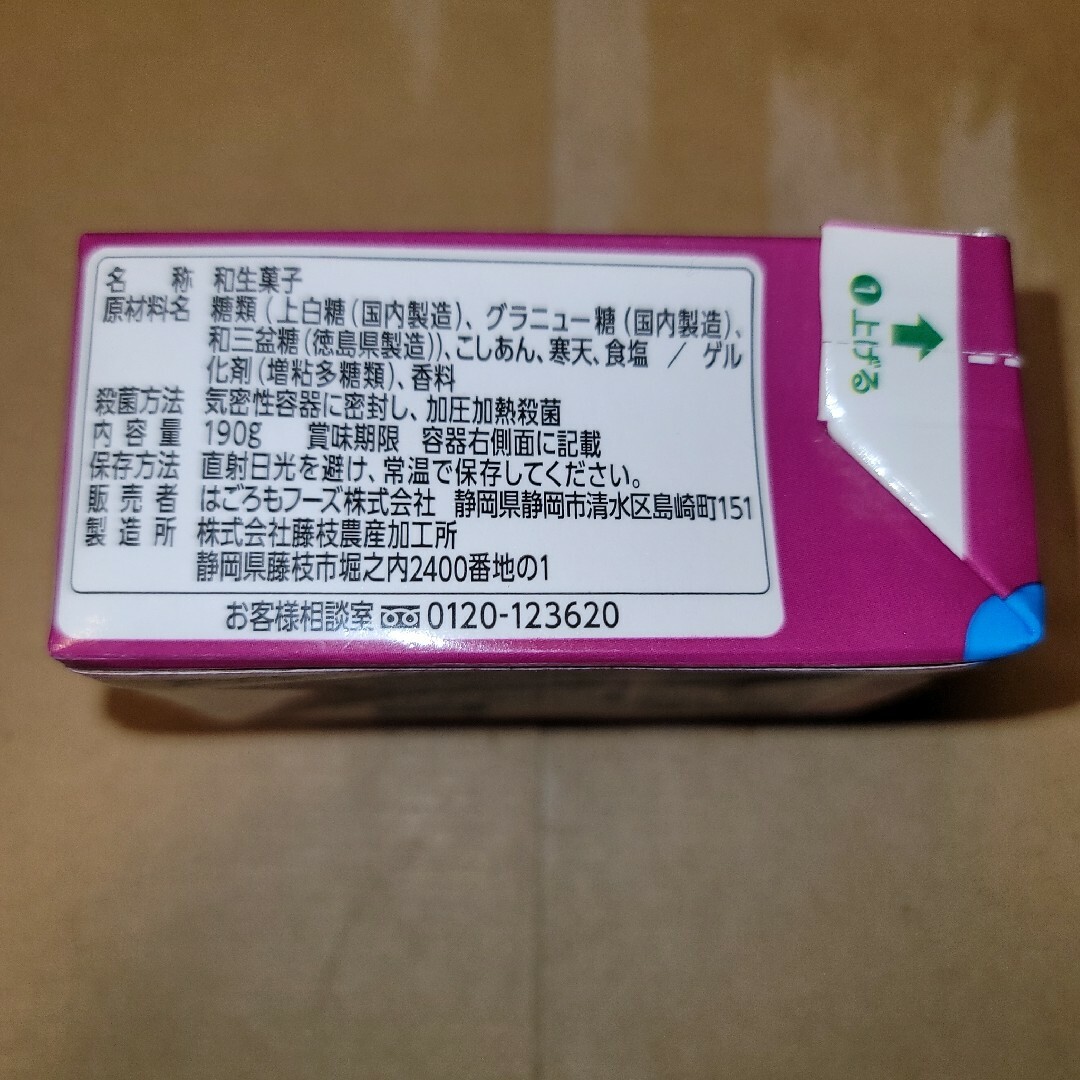 名称 和生菓子
原材料名 糖類(上白糖(国内製造)、グラニュー糖(国内製造)、
和三盆糖(徳島県製造))、こしあん、寒天、食塩 / ゲル
化剤(増粘多糖類)、香料
殺菌方法 気密性容器に密封し、加圧加熱殺菌
内容量 190g 賞味期限 容器右側面に記載
保存方法 直射日光を避け、常温で保存してください。
販売者 はごろもフーズ株式会社 静岡県静岡市清水区島崎町151
製造所 株式会社藤枝農産加工所
静岡県藤枝市堀之内2400番地の1
お客様相談室 0120-123620
❶上げる